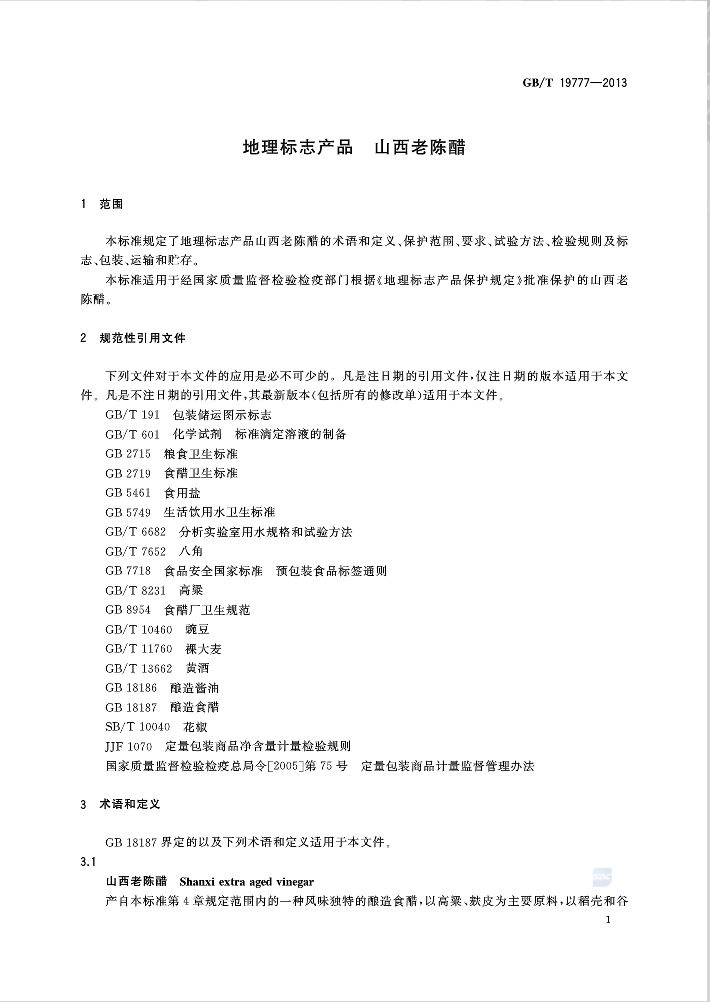 GB/T 19777—2013
地理标志产品 山西老陈醋
1 范围
本标准规定了地理标志产品山西老陈醋的术语和定义、保护范围、要求、试验方法、检验规则及标
志、包装、运输和贮存。
本标准适用于经国家质量监督检验检疫部门根据《地理标志产品保护规定》批准保护的山西老
陈醋。
2 规范性引用文件
下列文件对于本文件的应用是必不可少的。凡是注日期的引用文件,仅注日期的版本适用于本文
件。凡是不注日期的引用文件,其最新版本(包括所有的修改单)适用于本文件。
GB/T 191 包装储运图示标志
GB/T 601 化学试剂 标准滴定溶液的制备
GB 2715 粮食卫生标准
GB 2719 食醋卫生标准
GB 5461 食用盐
GB 5749 生活饮用水卫生标准
GB/T 6682 分析实验室用水规格和试验方法
GB/T 7652 八角
GB 7718 食品安全国家标准 预包装食品标签通则
GB/T 8231 高粱
GB 8954 食醋厂卫生规范
GB/T 10460 豌豆
GB/T 11760 裸大麦
GB/T 13662 黄酒
GB 18186 酿造酱油
GB 18187 酿造食醋
SB/T 10040 花椒
JJF 1070 定量包装商品净含量计量检验规则
国家质量监督检验检疫总局令[2005]第 75 号 定量包装商品计量监督管理办法
3 术语和定义
GB 18187 界定的以及下列术语和定义适用于本文件。
3.1
山西老陈醋 Shanxi extra aged vinegar
产自本标准第 4 章规定范围内的一种风味独特的酿造食醋,以高粱、麸皮为主要原料,以稻壳和谷
1